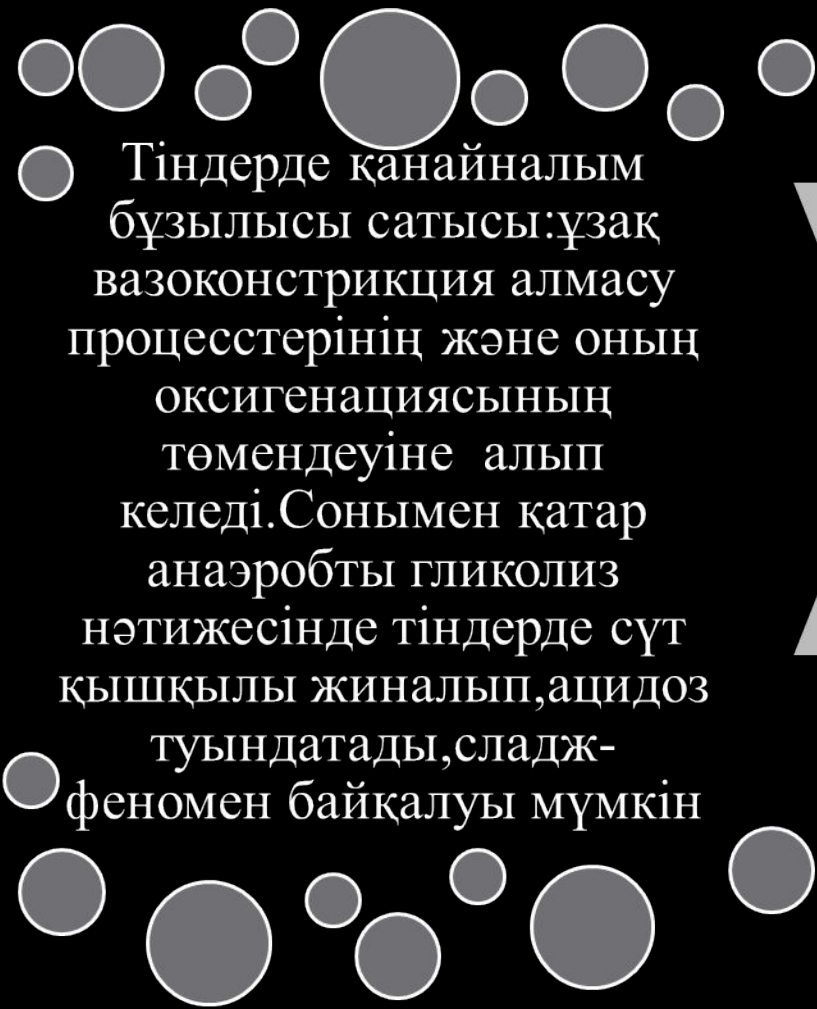 Тіндерде қанайналым
бұзылысы сатысы:ұзақ
вазоконстрикция алмасу
процесстерінің және оның
оксигенациясының
төмендеуіне  алып
келеді.Сонымен қатар
анаэробты гликолиз
нәтижесінде тіндерде сүт
қышқылы жиналып,ацидоз
туындатады,сладж-
феномен байқалуы мүмкін